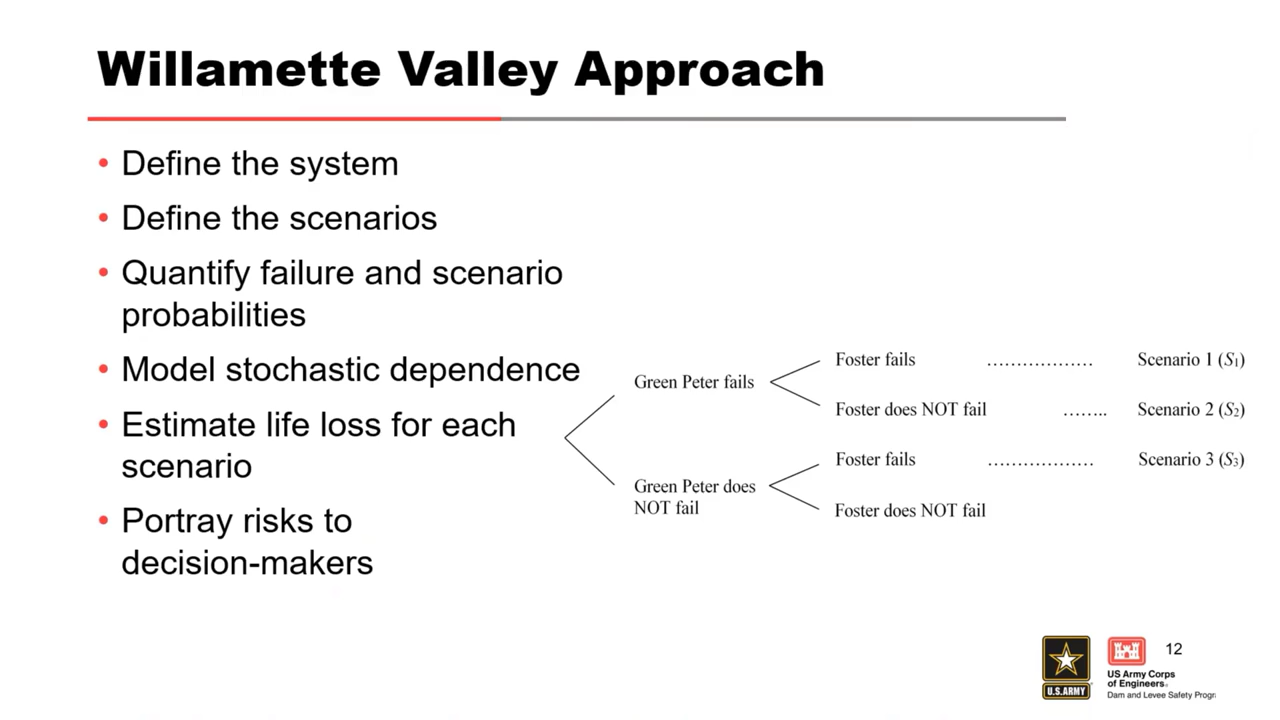 Willamette Valley Approach
• Define the system
• Define the scenarios
• Quantify failure and scenario
probabilities
• Model stochastic dependence
• Estimate life loss for each
scenario
• Portray risks to
decision-makers
Green Peter fails
Foster fails ……………… Scenario 1 (S₁)
Foster does NOT fail …….. Scenario 2 (S₂)
Green Peter does
NOT fail
Foster fails ……………… Scenario 3 (S₃)
Foster does NOT fail
U.S.ARMY
US Army Corps
of Engineers®
Dam and Levee Safety Progr
12